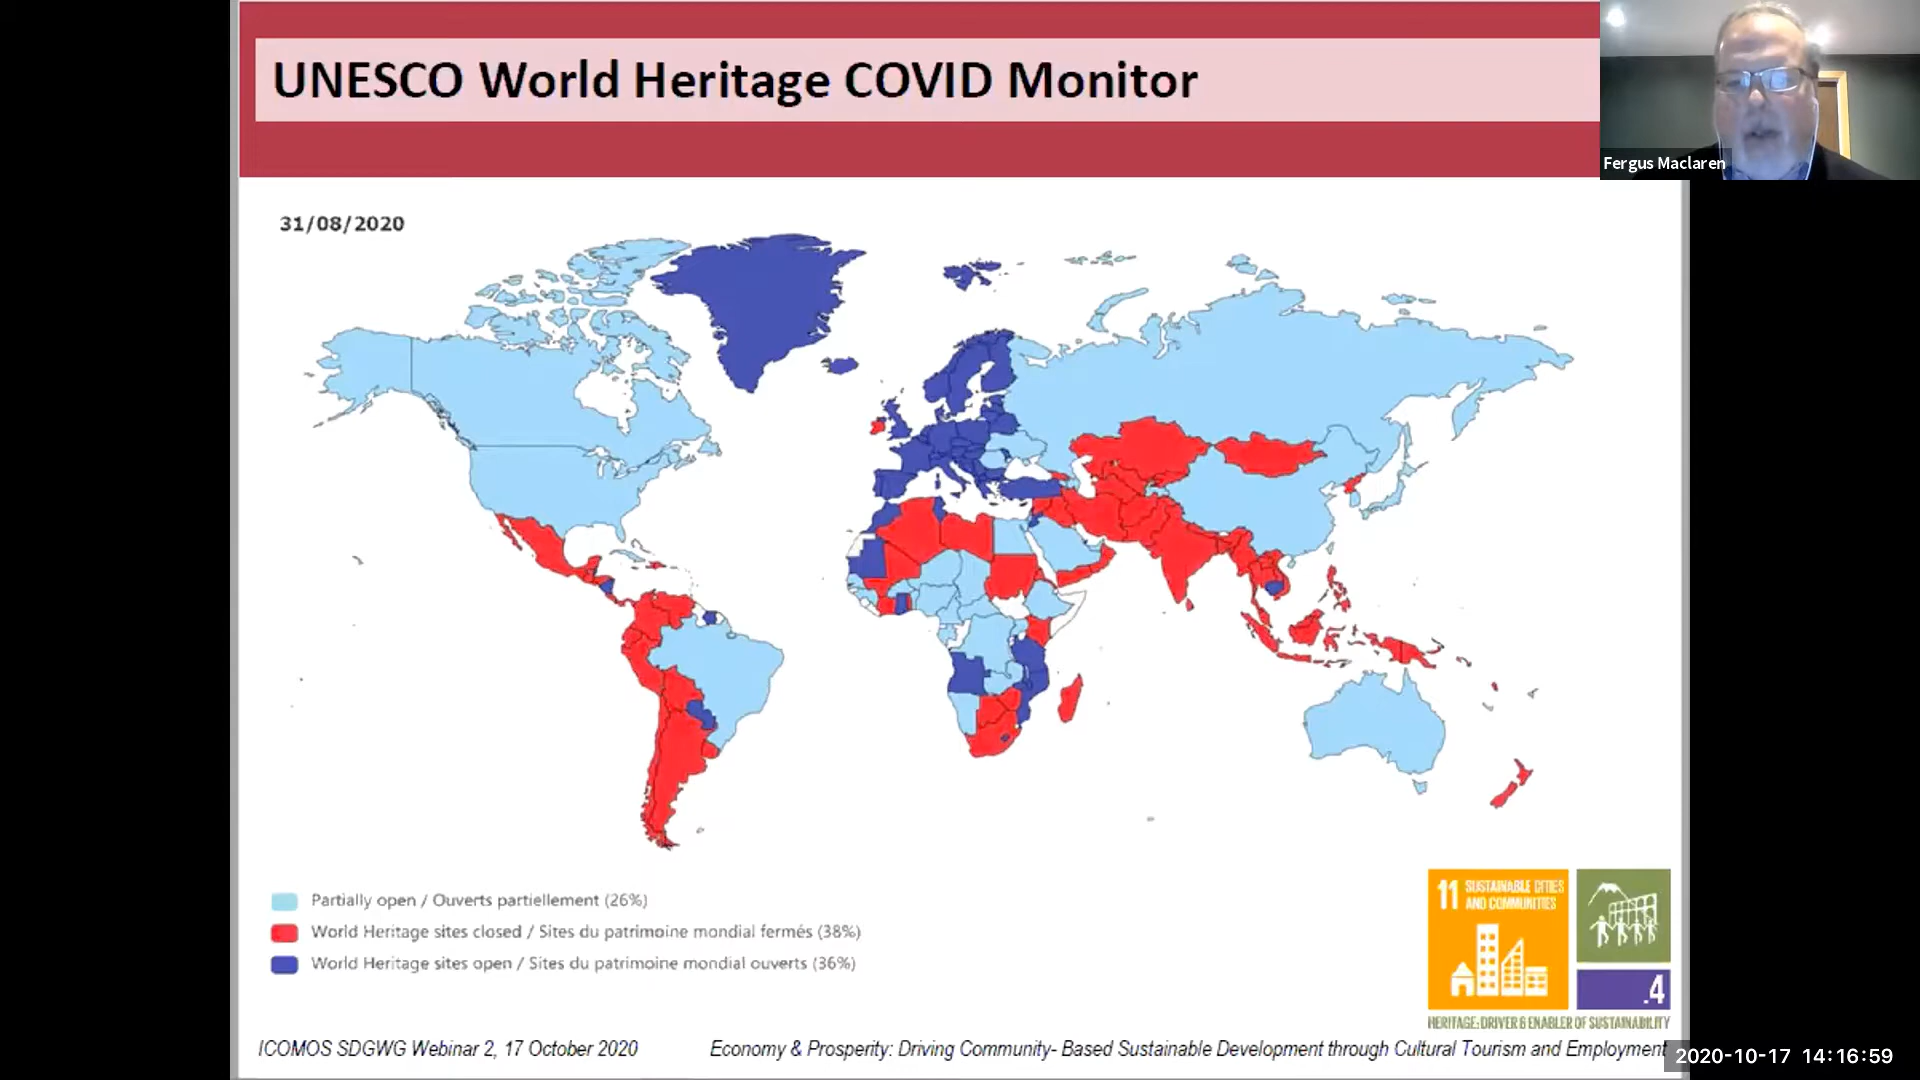 UNESCO World Heritage COVID Monitor
Fergus Maclaren
31/08/2020
Partially open / Ouverts partiellement (26%)
World Heritage sites closed / Sites du patrimoine mondial fermés (38%)
World Heritage sites open / Sites du patrimoine mondial ouverts (36%)
11 SUSTAINABLE CITIES
AND COMMUNITIES
.4
HERITAGE: DRIVER & ENABLER OF SUSTAINABILITY
ICOMOS SDGWG Webinar 2, 17 October 2020
Economy & Prosperity: Driving Community- Based Sustainable Development through Cultural Tourism and Employment
2020-10-17 14:16:59